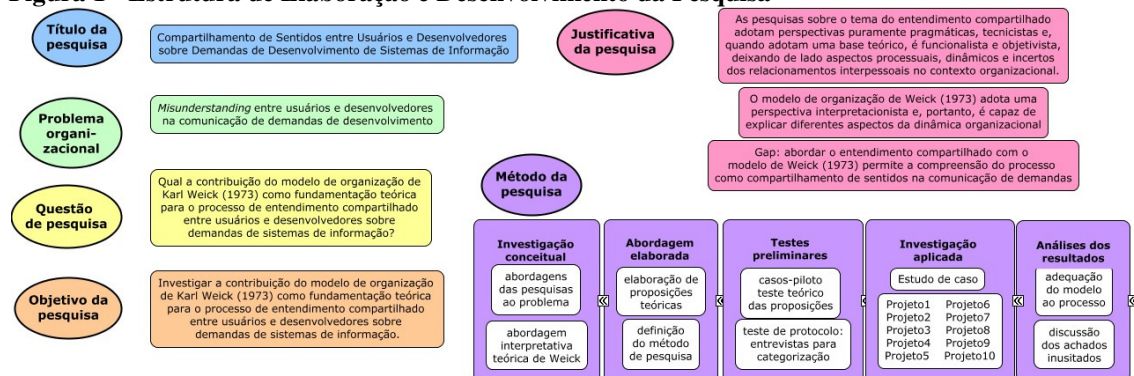 Figura 1 - Estrutura de Elaboração e Desenvolvimento da Pesquisa
Título da
pesquisa
Compartilhamento de Sentidos entre Usuários e Desenvolvedores
sobre Demandas de Desenvolvimento de Sistemas de Informação
Problema
organi-
zacional
Misunderstanding entre usuários e desenvolvedores
na comunicação de demandas de desenvolvimento
Questão
de pesquisa
Qual a contribuição do modelo de organização de
Karl Weick (1973) como fundamentação teórica
para o processo de entendimento compartilhado
entre usuários e desenvolvedores sobre
demandas de sistemas de informação?
Objetivo da
pesquisa
Investigar a contribuição do modelo de organização
de Karl Weick (1973) como fundamentação teórica
para o processo de entendimento compartilhado
entre usuários e desenvolvedores sobre
demandas de sistemas de informação.
Justificativa
da pesquisa
As pesquisas sobre o tema do entendimento compartilhado
adotam perspectivas puramente pragmáticas, tecnicistas e,
quando adotam uma base teórico, é funcionalista e objetivista,
deixando de lado aspectos processuais, dinâmicos e incertos
dos relacionamentos interpessoais no contexto organizacional.
O modelo de organização de Weick (1973) adota uma
perspectiva interpretacionista e, portanto, é capaz de
explicar diferentes aspectos da dinâmica organizacional
Gap: abordar o entendimento compartilhado com o
modelo de Weick (1973) permite a compreensão do processo
como compartilhamento de sentidos na comunicação de demandas
Método da
pesquisa
Investigação
conceitual
abordagens
das pesquisas
ao problema
abordagem
interpretativa
teórica de Weick
Abordagem
elaborada
elaboração de
proposições
teóricas
definição
do método
de pesquisa
Testes
preliminares
casos-piloto
teste teórico
das proposições
teste de protocolo:
entrevistas para
categorização
Investigação
aplicada
Estudo de caso
Projeto1 Projeto6
Projeto2 Projeto7
Projeto3 Projeto8
Projeto4 Projeto9
Projeto5 Projeto10
Análises dos
resultados
adequação
do modelo
ao processo
discussão
dos achados
inusitados